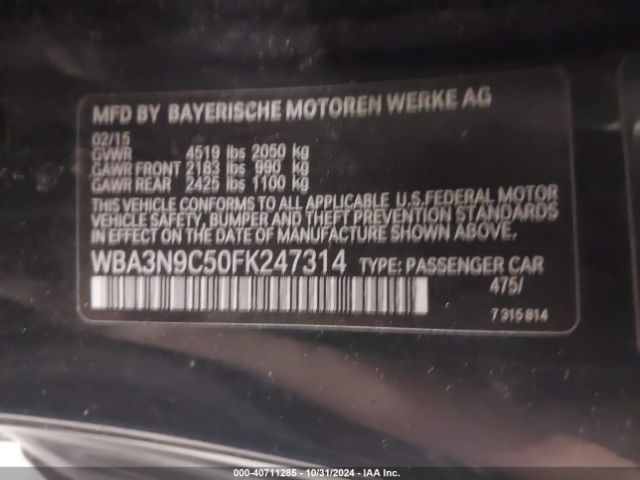 MFD BY BAYERISCHE MOTOREN WERKE AG
02/15
GVWR 4519 lbs 2050 kg
GAWR FRONT 2183 lbs 990 kg
GAWR REAR 2425 lbs 1100 kg
THIS VEHICLE CONFORMS TO ALL APPLICABLE U.S.FEDERAL MOTOR
VEHICLE SAFETY, BUMPER AND THEFT PREVENTION STANDARDS
IN EFFECT ON THE DATE OF MANUFACTURE SHOWN ABOVE.
WBA3N9C50FK247314 TYPE: PASSENGER CAR
475/
7 315 814
000-40711285 - 10/31/2024 - IAA Inc.